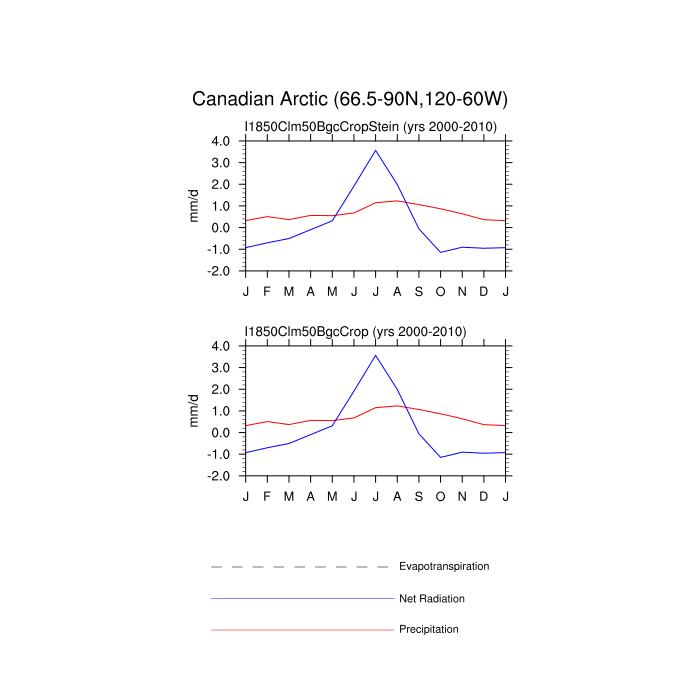 Canadian Arctic (66.5-90N,120-60W)
I1850Clm50BgcCropStein (yrs 2000-2010)
4.0
3.0
2.0
1.0
0.0
-1.0
-2.0
mm/d
J F M A M J J A S O N D J
I1850Clm50BgcCrop (yrs 2000-2010)
4.0
3.0
2.0
1.0
0.0
-1.0
-2.0
mm/d
J F M A M J J A S O N D J
Evapotranspiration
Net Radiation
Precipitation